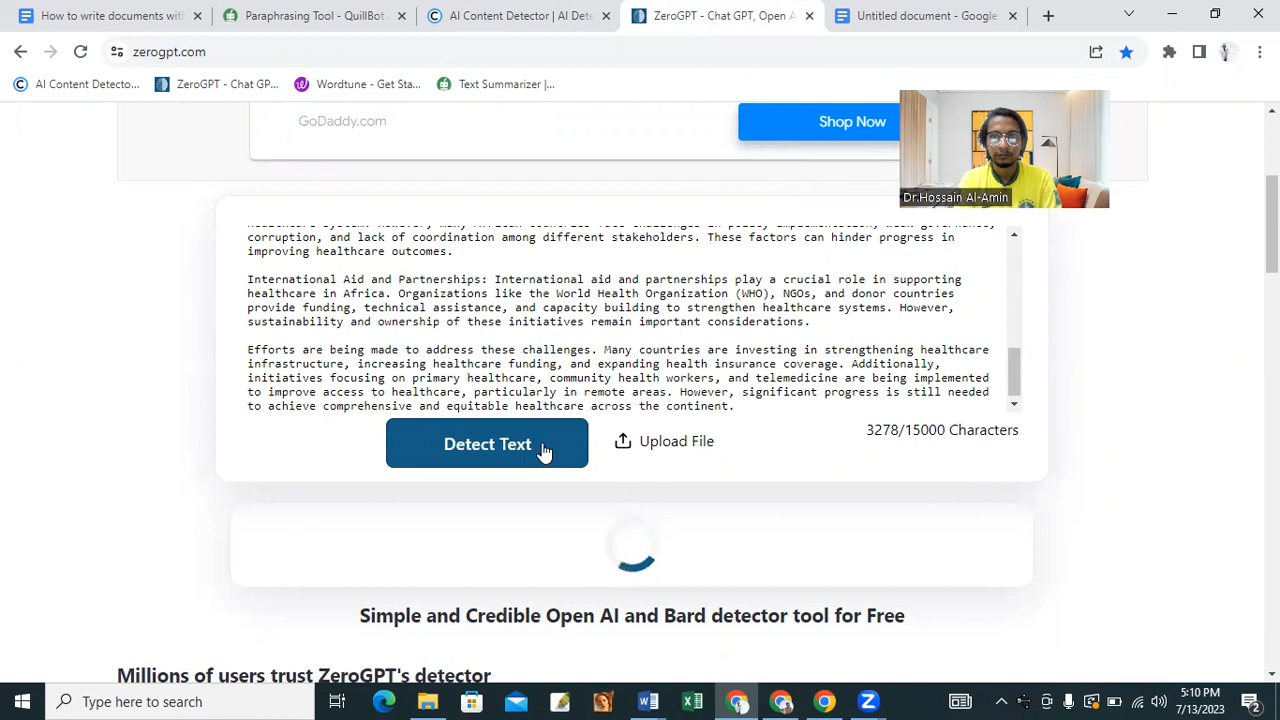 How to write documents with
Paraphrasing Tool - QuillBot A
AI Content Detector | AI Dete
ZeroGPT - Chat GPT, Open A
Untitled document - Google
zerogpt.com
AI Content Detecto...
ZeroGPT - Chat GP...
Wordtune - Get Sta...
Text Summarizer |...
GoDaddy.com
Shop Now
Dr.Hossain Al-Amin
corruption, and lack of coordination among different stakeholders. These factors can hinder progress in
improving healthcare outcomes.
International Aid and Partnerships: International aid and partnerships play a crucial role in supporting
healthcare in Africa. Organizations like the World Health Organization (WHO), NGOs, and donor countries
provide funding, technical assistance, and capacity building to strengthen healthcare systems. However,
sustainability and ownership of these initiatives remain important considerations.
Efforts are being made to address these challenges. Many countries are investing in strengthening healthcare
infrastructure, increasing healthcare funding, and expanding health insurance coverage. Additionally,
initiatives focusing on primary healthcare, community health workers, and telemedicine are being implemented
to improve access to healthcare, particularly in remote areas. However, significant progress is still needed
to achieve comprehensive and equitable healthcare across the continent.
Detect Text
Upload File
3278/15000 Characters
Simple and Credible Open AI and Bard detector tool for Free
Millions of users trust ZeroGPT's detector
Type here to search
5:10 PM
7/13/2023
2